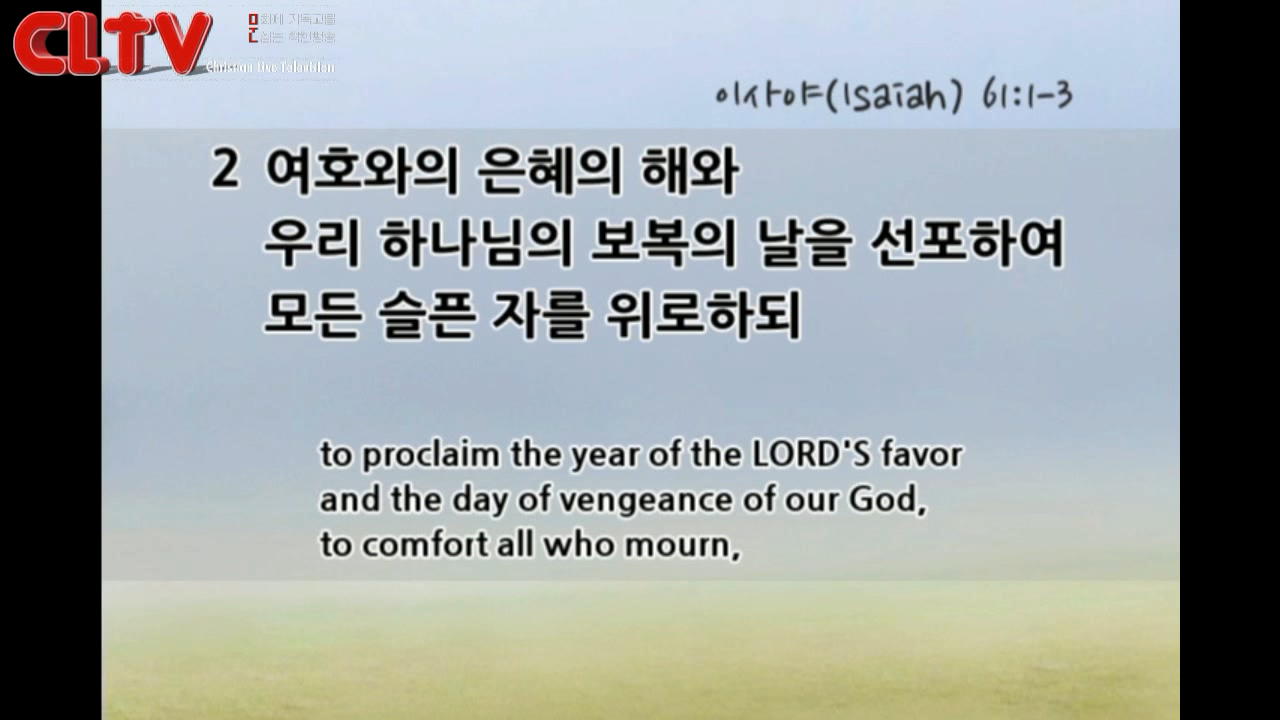 CLTV
Christian Live Television
이사야(Isaiah) 61:1-3
2 여호와의 은혜의 해와
우리 하나님의 보복의 날을 선포하여
모든 슬픈 자를 위로하되
to proclaim the year of the LORD'S favor
and the day of vengeance of our God,
to comfort all who mourn,